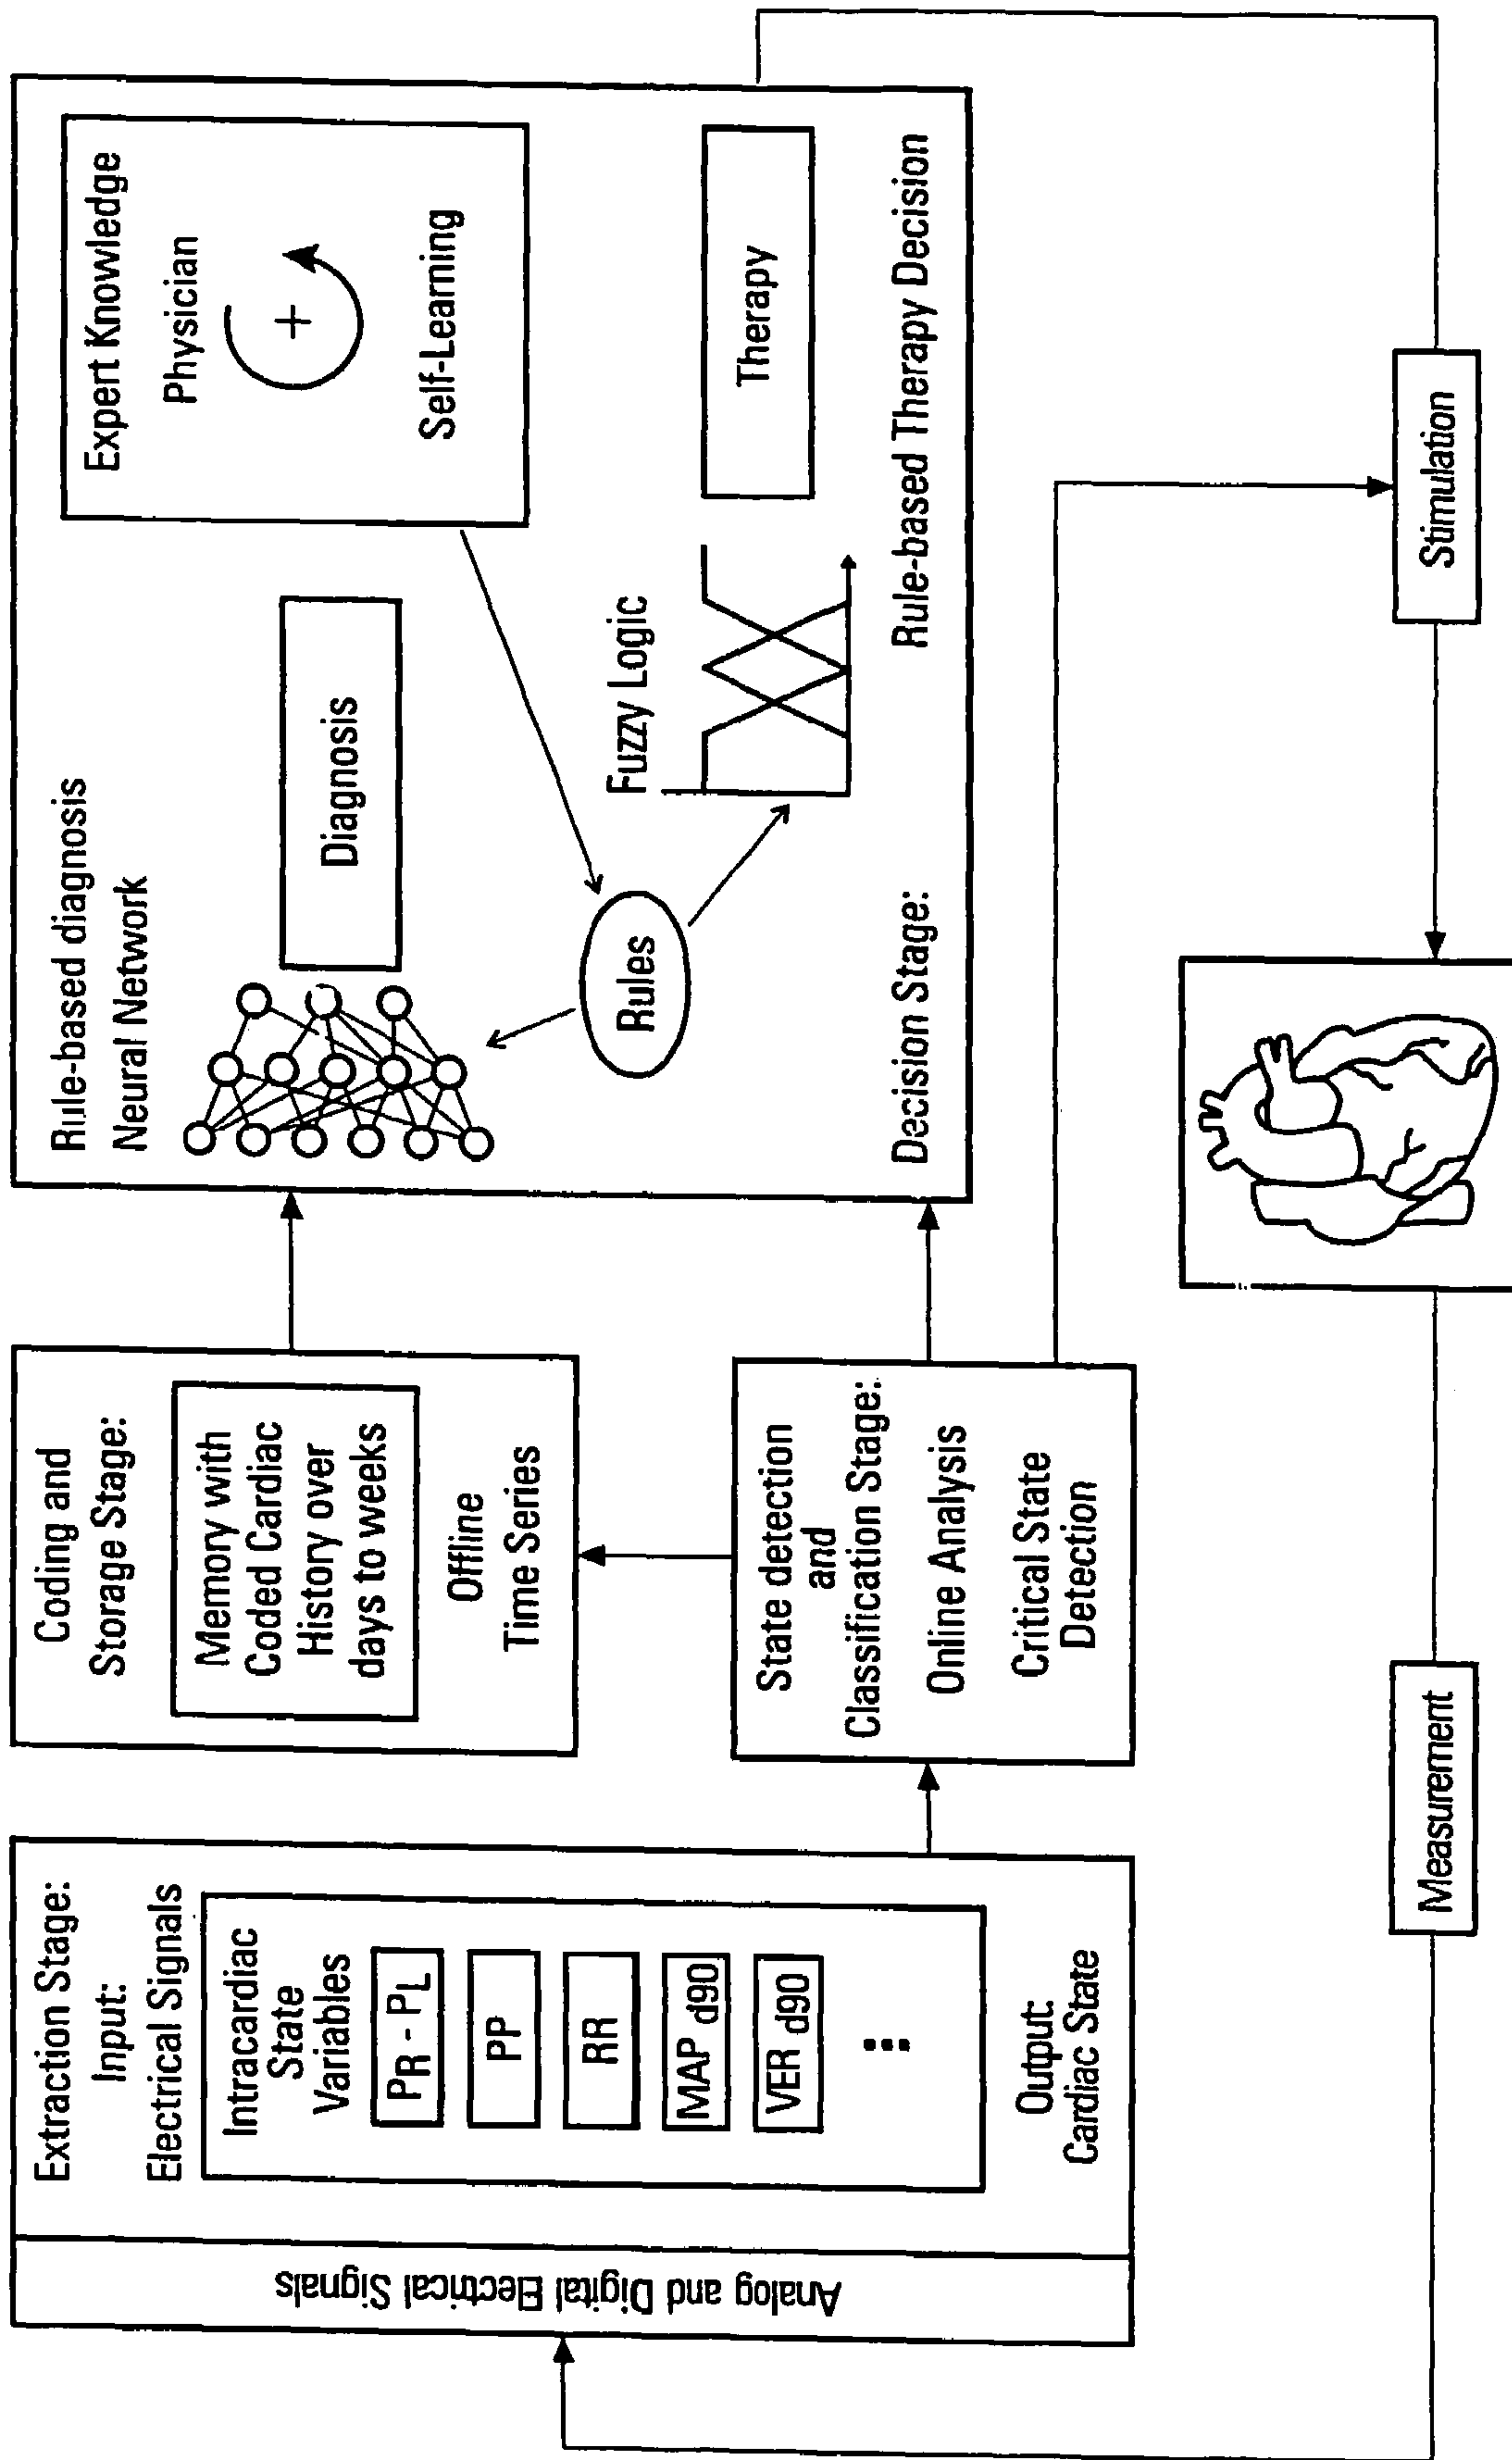 Analog and Digital Electrical Signals
Extraction Stage:
Input:
Electrical Signals
Intracardiac
State
Variables
PR - PL
PP
RR
MAP d90
VER d90
Output:
Cardiac State
Coding and
Storage Stage:
Memory with
Coded Cardiac
History over
days to weeks
Offline
Time Series
State detection
and
Classification Stage:
Online Analysis
Critical State
Detection
Rule-based diagnosis
Neural Network
Diagnosis
Expert Knowledge
Physician
+
Self-Learning
Rules
Fuzzy Logic
Therapy
Decision Stage:
Rule-based Therapy Decision
Measurement
Stimulation